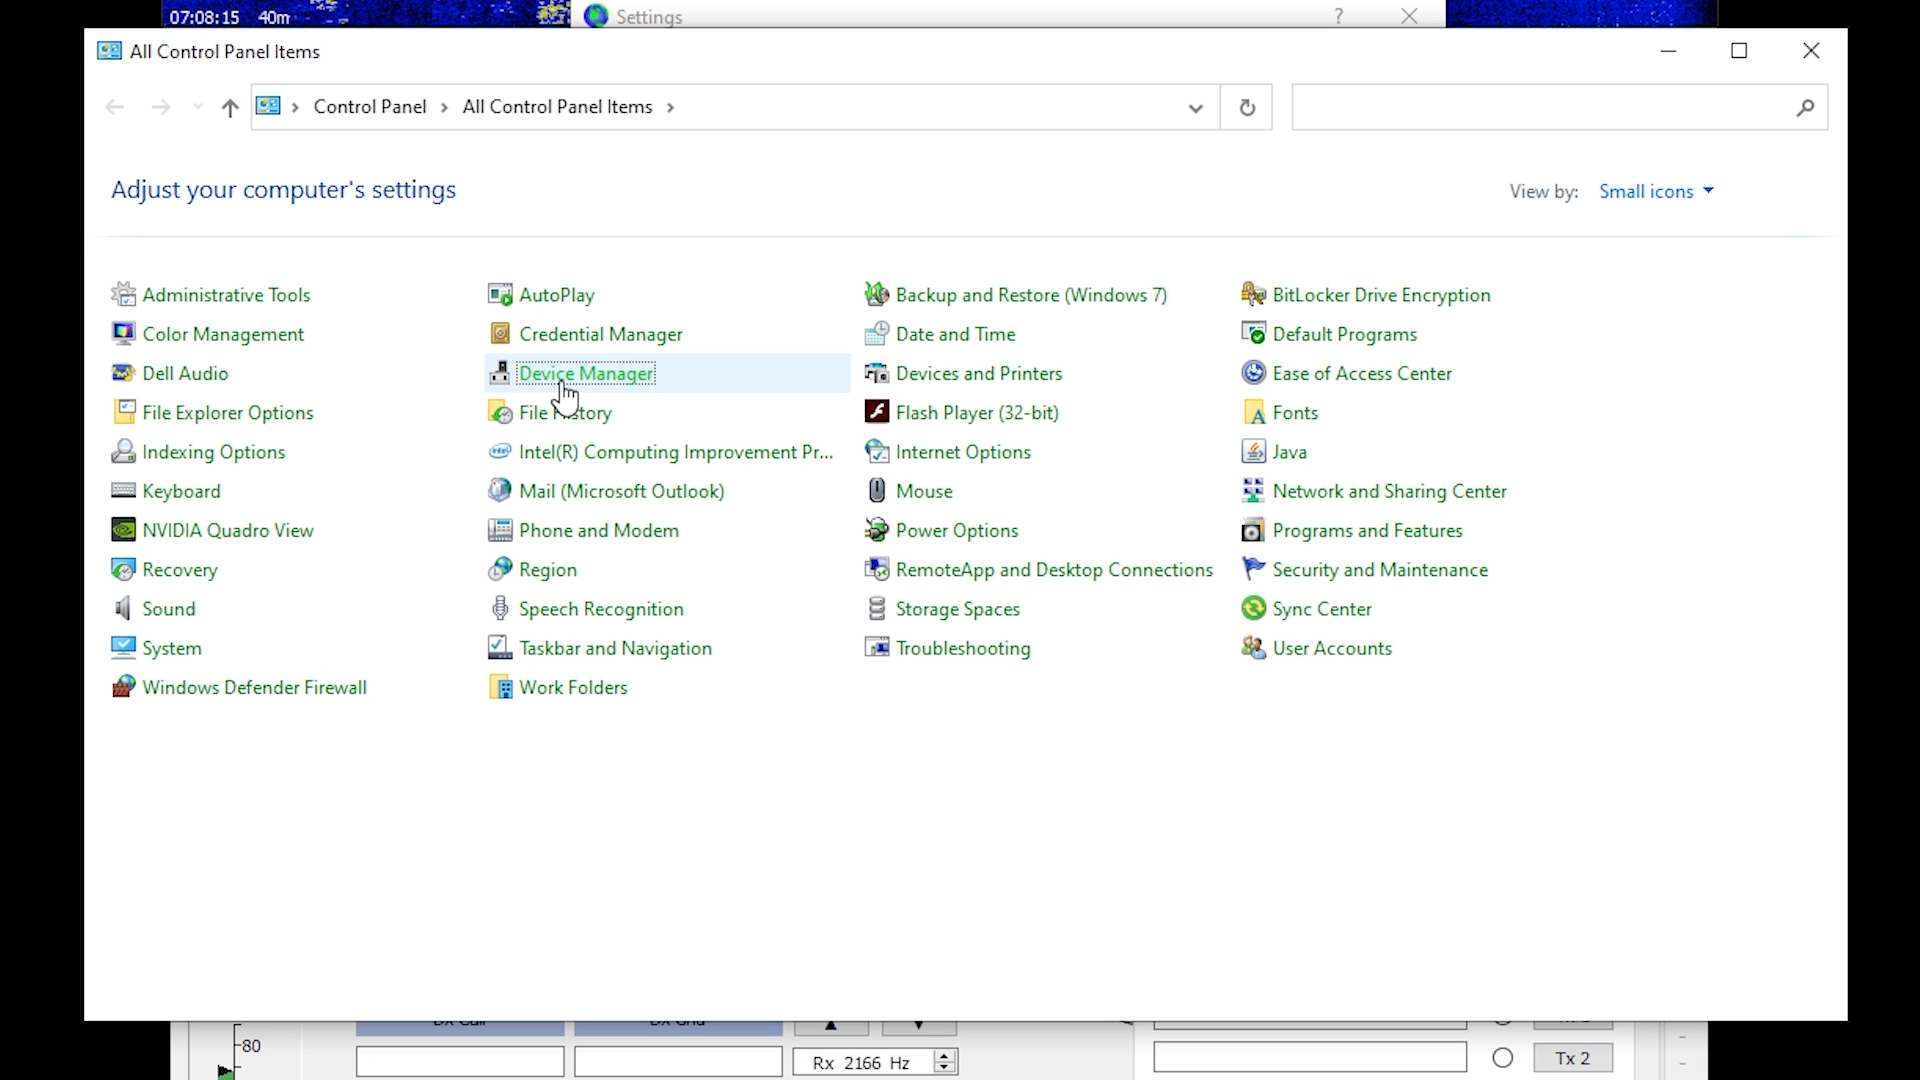 07:08:15 40m
Settings
All Control Panel Items
Control Panel
All Control Panel Items
Adjust your computer's settings
View by:
Small icons
Administrative Tools
AutoPlay
Backup and Restore (Windows 7)
BitLocker Drive Encryption
Color Management
Credential Manager
Date and Time
Default Programs
Dell Audio
Device Manager
Devices and Printers
Ease of Access Center
File Explorer Options
File History
Flash Player (32-bit)
Fonts
Indexing Options
Intel(R) Computing Improvement Pr...
Internet Options
Java
Keyboard
Mail (Microsoft Outlook)
Mouse
Network and Sharing Center
NVIDIA Quadro View
Phone and Modem
Power Options
Programs and Features
Recovery
Region
RemoteApp and Desktop Connections
Security and Maintenance
Sound
Speech Recognition
Storage Spaces
Sync Center
System
Taskbar and Navigation
Troubleshooting
User Accounts
Windows Defender Firewall
Work Folders
DX Call
DX Grid
80
Rx 2166 Hz
Tx 2